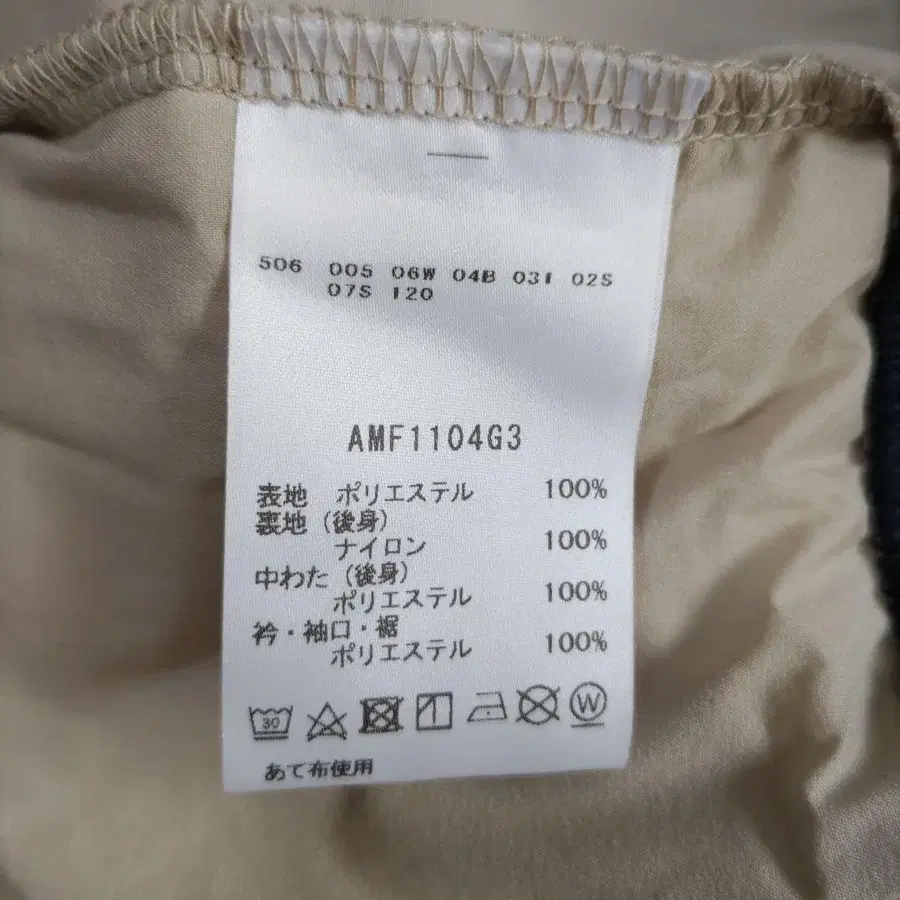 506 005 06W 04B 03I 02S
07S 120
AMF1104G3
表地 ポリエステル 100%
裏地（後身）
ナイロン 100%
中わた（後身）
ポリエステル 100%
衿・袖口・裾
ポリエステル 100%
30 W
あて布使用